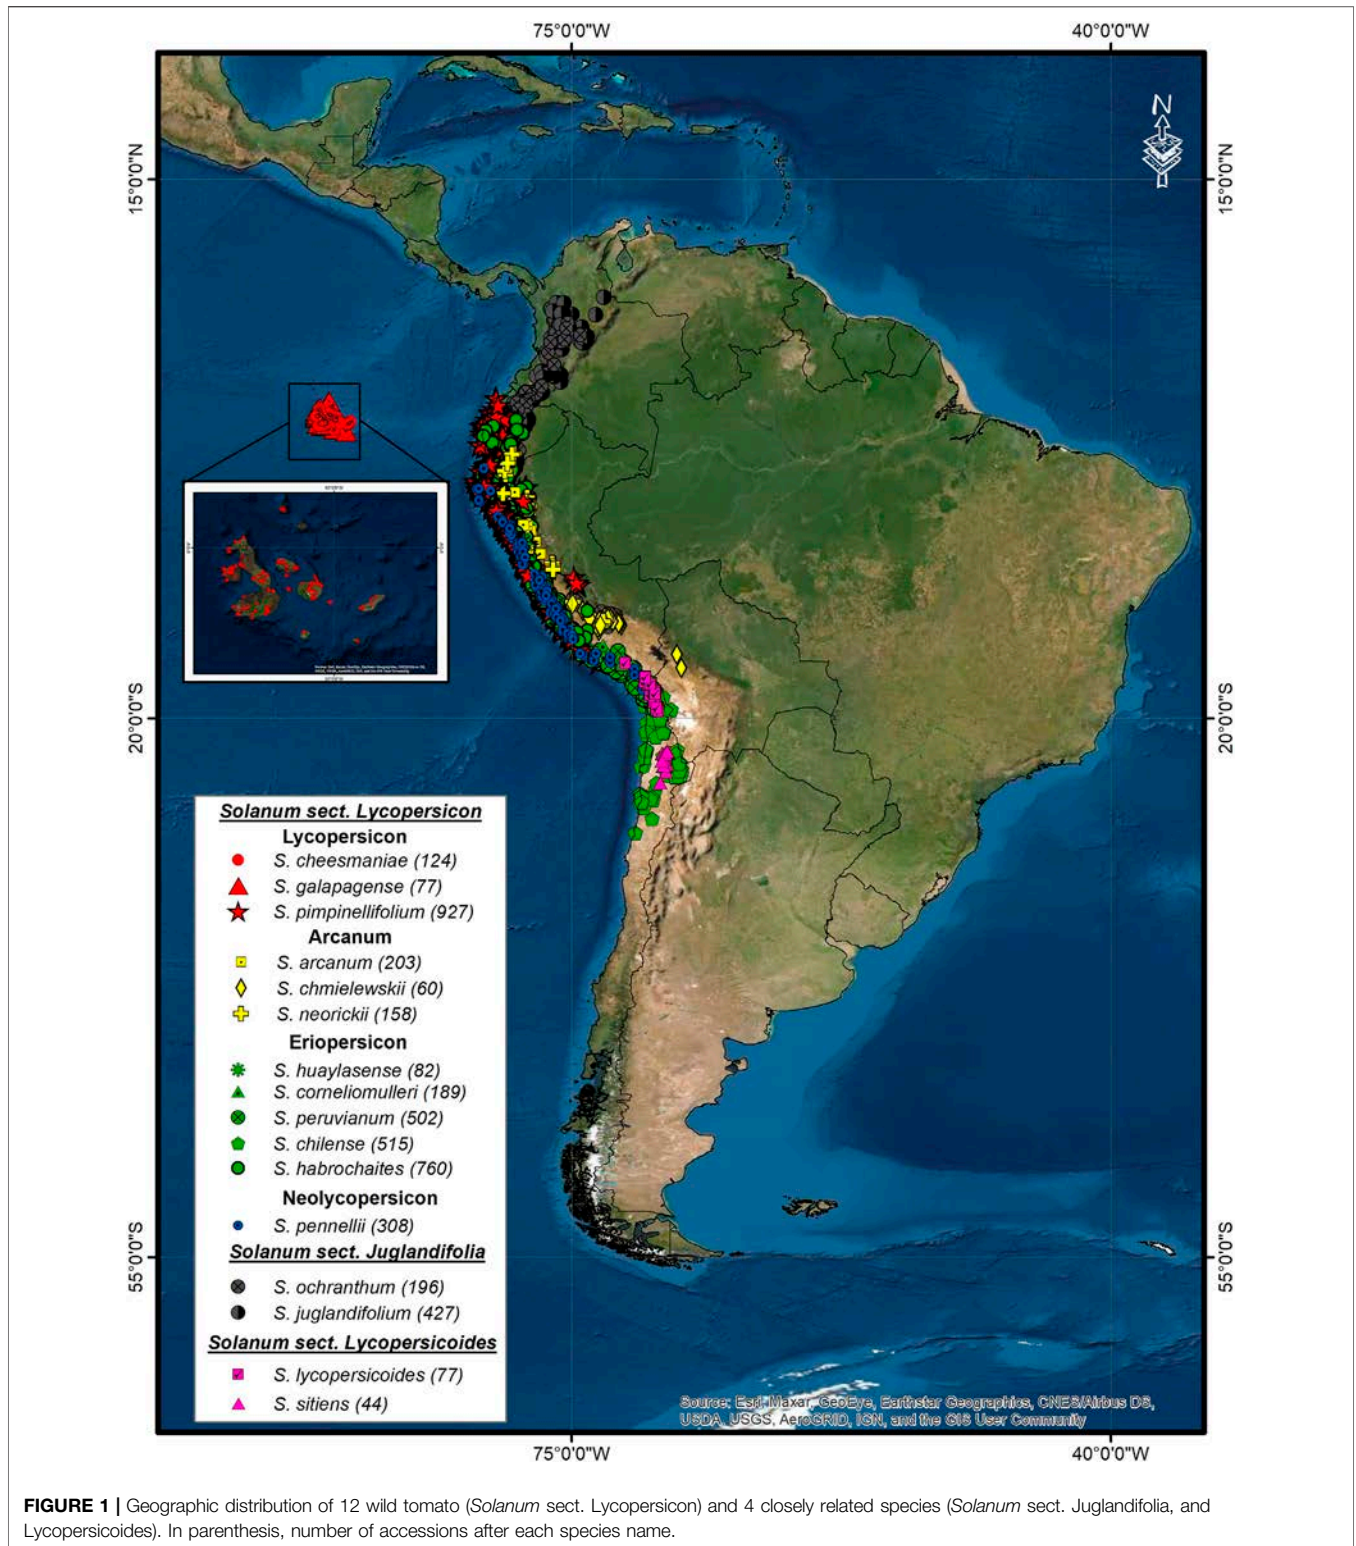 75°0'0"W
40°0'0"W
N
15°0'0"N
15°0'0"N
20°0'0"S
20°0'0"S
Solanum sect. Lycopersicon
Lycopersicon
S. cheesmaniae (124)
S. galapagense (77)
S. pimpinellifolium (927)
Arcanum
S. arcanum (203)
S. chmielewskii (60)
S. neorickii (158)
Eriopersicon
S. huaylasense (82)
S. corneliomulleri (189)
S. peruvianum (502)
S. chilense (515)
S. habrochaites (760)
Neolycopersicon
S. pennellii (308)
Solanum sect. Juglandifolia
S. ochranthum (196)
S. juglandifolium (427)
Solanum sect. Lycopersicoides
S. lycopersicoides (77)
S. sitiens (44)
55°0'0"S
55°0'0"S
Source: Esri, Maxar, GeoEye, Earthstar Geographics, CNES/Airbus DS,
USDA, USGS, AeroGRID, IGN, and the GIS User Community
75°0'0"W
40°0'0"W
FIGURE 1 | Geographic distribution of 12 wild tomato (Solanum sect. Lycopersicon) and 4 closely related species (Solanum sect. Juglandifolia, and
Lycopersicoides). In parenthesis, number of accessions after each species name.